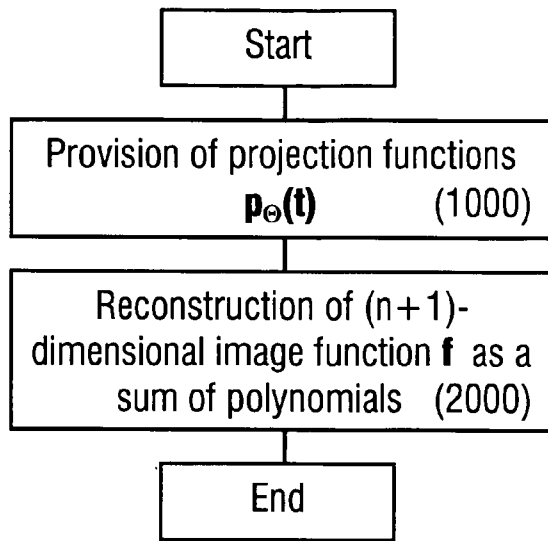 Start
Provision of projection functions
pΘ(t) (1000)
Reconstruction of (n+1)-
dimensional image function f as a
sum of polynomials (2000)
End